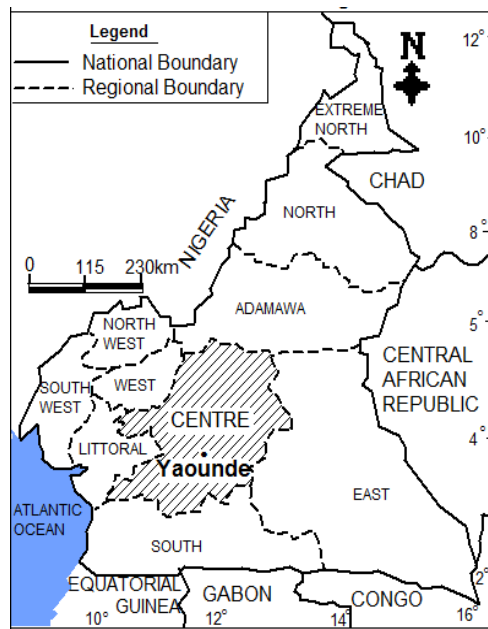 Legend
National Boundary
Regional Boundary
N
12°
EXTREME
NORTH
10°
CHAD
NIGERIA
NORTH
8°
0 115 230km
ADAMAWA
5°
NORTH
WEST
CENTRAL
AFRICAN
REPUBLIC
SOUTH
WEST
WEST
CENTRE
4°
LITTORAL
Yaounde
EAST
ATLANTIC
OCEAN
SOUTH
2°
EQUATORIAL
GUINEA
GABON
CONGO
10° 12° 14° 16°